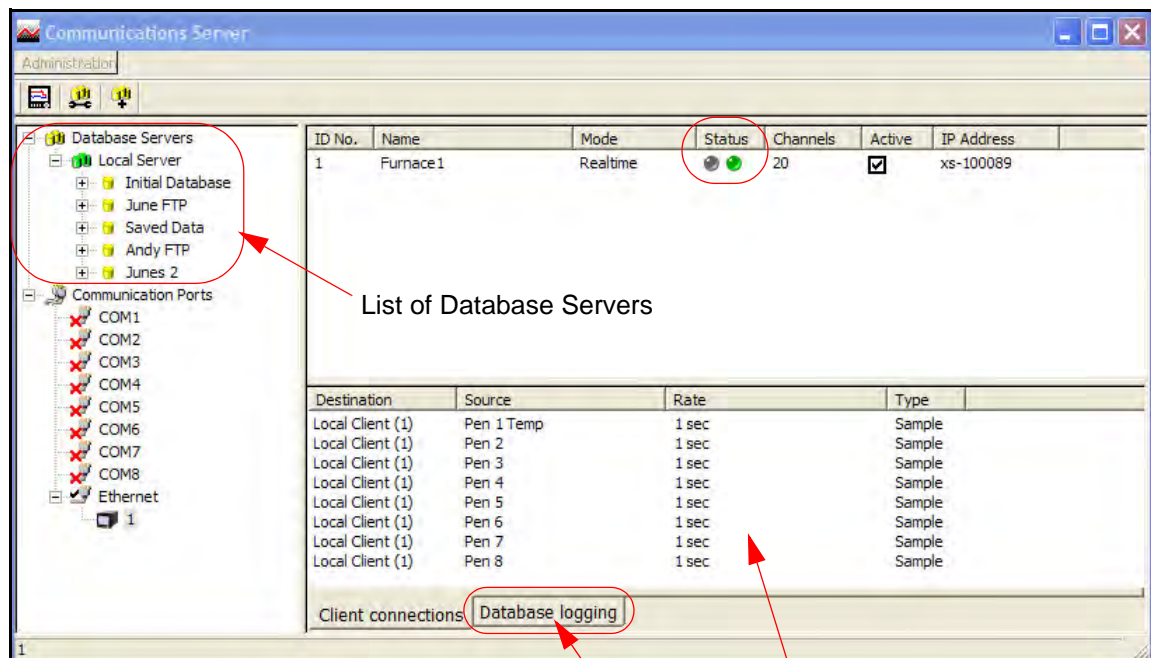 Communications Server
Administration
Database Servers
Local Server
Initial Database
June FTP
Saved Data
Andy FTP
Junes 2
Communication Ports
COM1
COM2
COM3
COM4
COM5
COM6
COM7
COM8
Ethernet
1
ID No. Name Mode Status Channels Active IP Address
1 Furnace1 Realtime 20 xs-100089
List of Database Servers
Destination Source Rate Type
Local Client (1) Pen 1 Temp 1 sec Sample
Local Client (1) Pen 2 1 sec Sample
Local Client (1) Pen 3 1 sec Sample
Local Client (1) Pen 4 1 sec Sample
Local Client (1) Pen 5 1 sec Sample
Local Client (1) Pen 6 1 sec Sample
Local Client (1) Pen 7 1 sec Sample
Local Client (1) Pen 8 1 sec Sample
Client connections Database logging
1